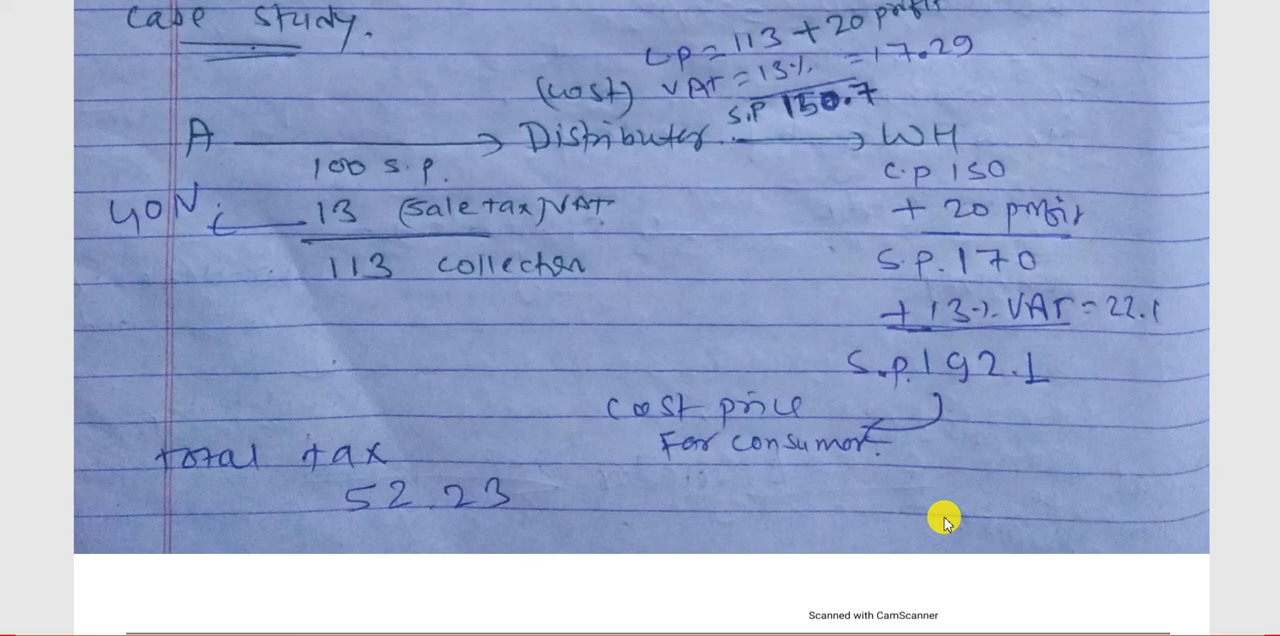 case study.
CP = 113 + 20 profit
(cost) VAT = 13% = 17.29
S.P 150.7
A → Distributer → WH
100 s.p. C.P 150
GON: 13 (sale tax) VAT + 20 profit
113 collection S.P. 170
+ 13% VAT = 22.1
S.P. 192.1
cost price
For consumer.
total tax
52.23
Scanned with CamScanner